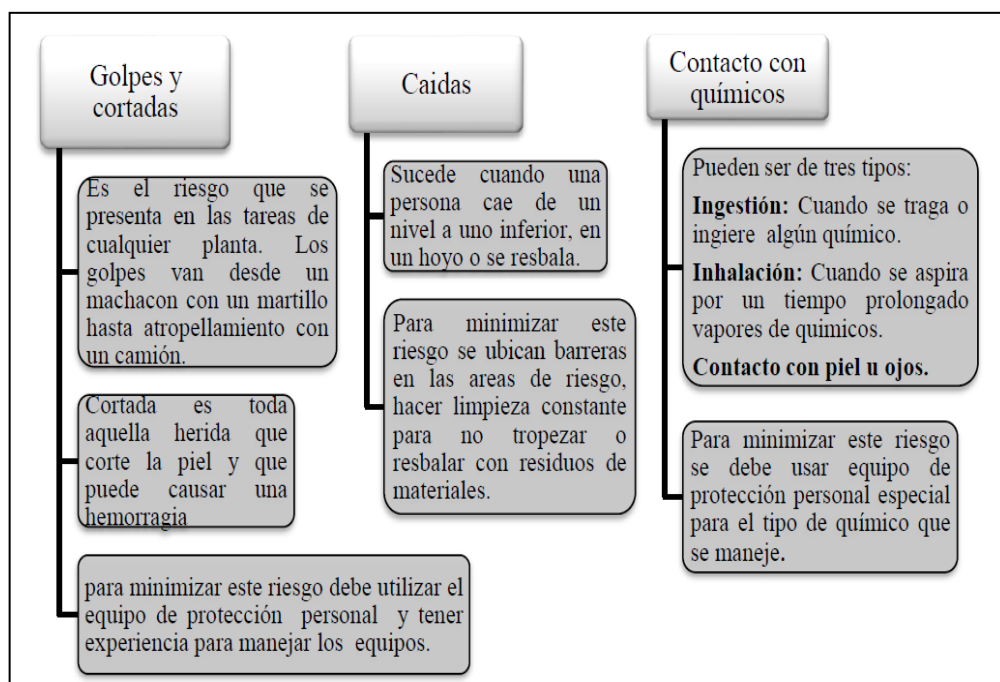 Golpes y
cortadas
Es el riesgo que se
presenta en las tareas de
cualquier planta. Los
golpes van desde un
machacon con un martillo
hasta atropellamiento con
un camión.
Cortada es toda
aquella herida que
corte la piel y que
puede causar una
hemorragia
para minimizar este riesgo debe utilizar el
equipo de protección personal y tener
experiencia para manejar los equipos.
Caidas
Sucede cuando una
persona cae de un
nivel a uno inferior, en
un hoyo o se resbala.
Para minimizar este
riesgo se ubican barreras
en las areas de riesgo,
hacer limpieza constante
para no tropezar o
resbalar con residuos de
materiales.
Contacto con
químicos
Pueden ser de tres tipos:
Ingestión: Cuando se traga o
ingiere algún químico.
Inhalación: Cuando se aspira
por un tiempo prolongado
vapores de quimicos.
Contacto con piel u ojos.
Para minimizar este riesgo
se debe usar equipo de
protección personal especial
para el tipo de químico que
se maneje.